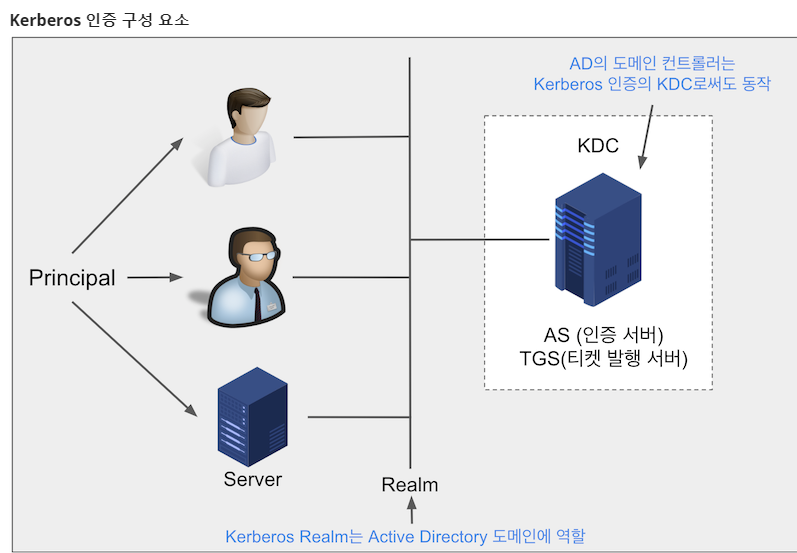 Kerberos 인증 구성 요소
AD의 도메인 컨트롤러는
Kerberos 인증의 KDC로써도 동작
KDC
Principal
AS (인증 서버)
TGS(티켓 발행 서버)
Server
Realm
Kerberos Realm는 Active Directory 도메인에 역할